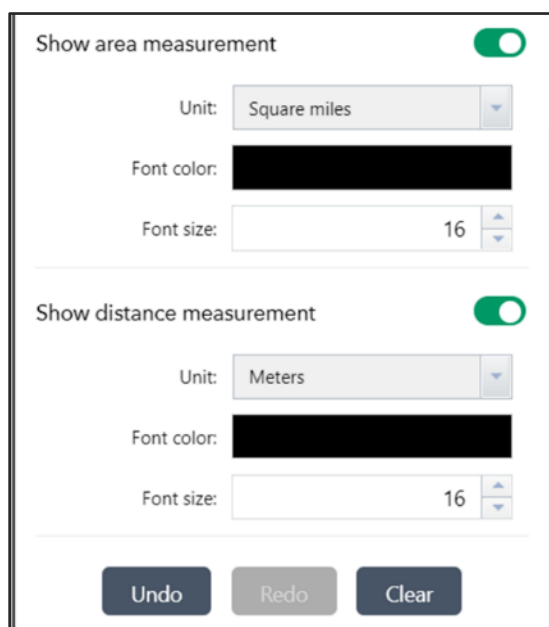 Show area measurement
Unit: Square miles
Font color:
Font size: 16
Show distance measurement
Unit: Meters
Font color:
Font size: 16
Undo Redo Clear